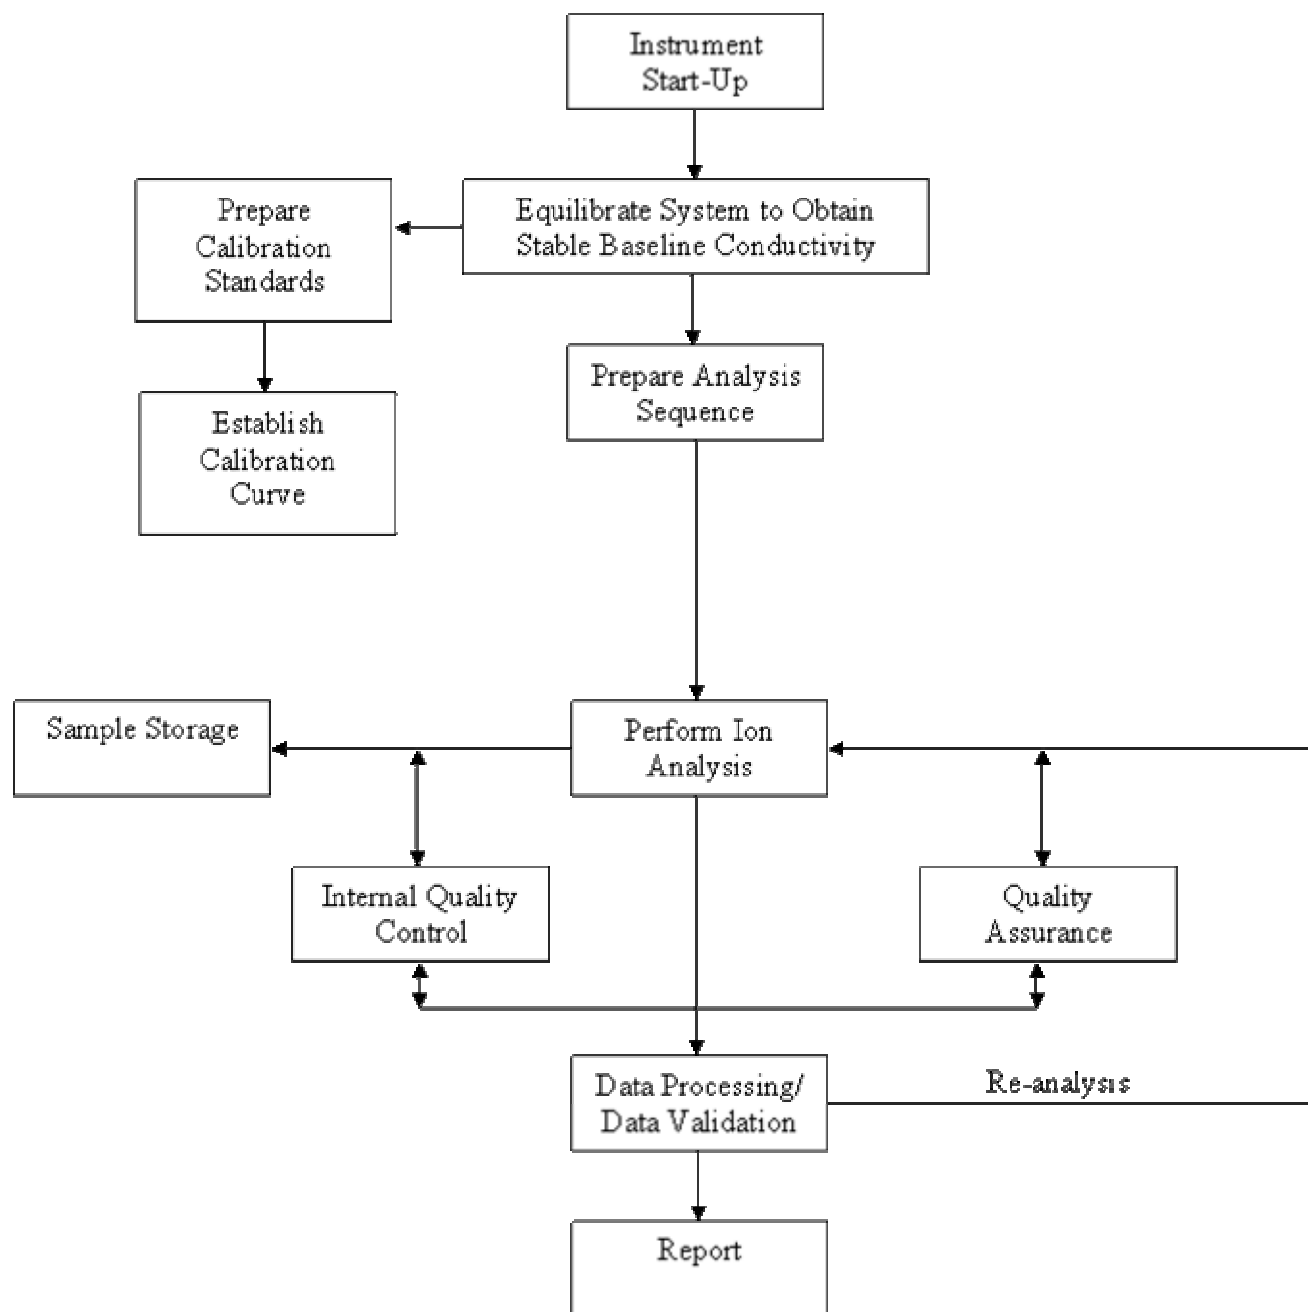 Instrument
Start-Up
Prepare
Calibration
Standards
Equilibrate System to Obtain
Stable Baseline Conductivity
Prepare Analysis
Sequence
Establish
Calibration
Curve
Sample Storage
Perform Ion
Analysis
Internal Quality
Control
Quality
Assurance
Data Processing/
Data Validation
Re-analysis
Report